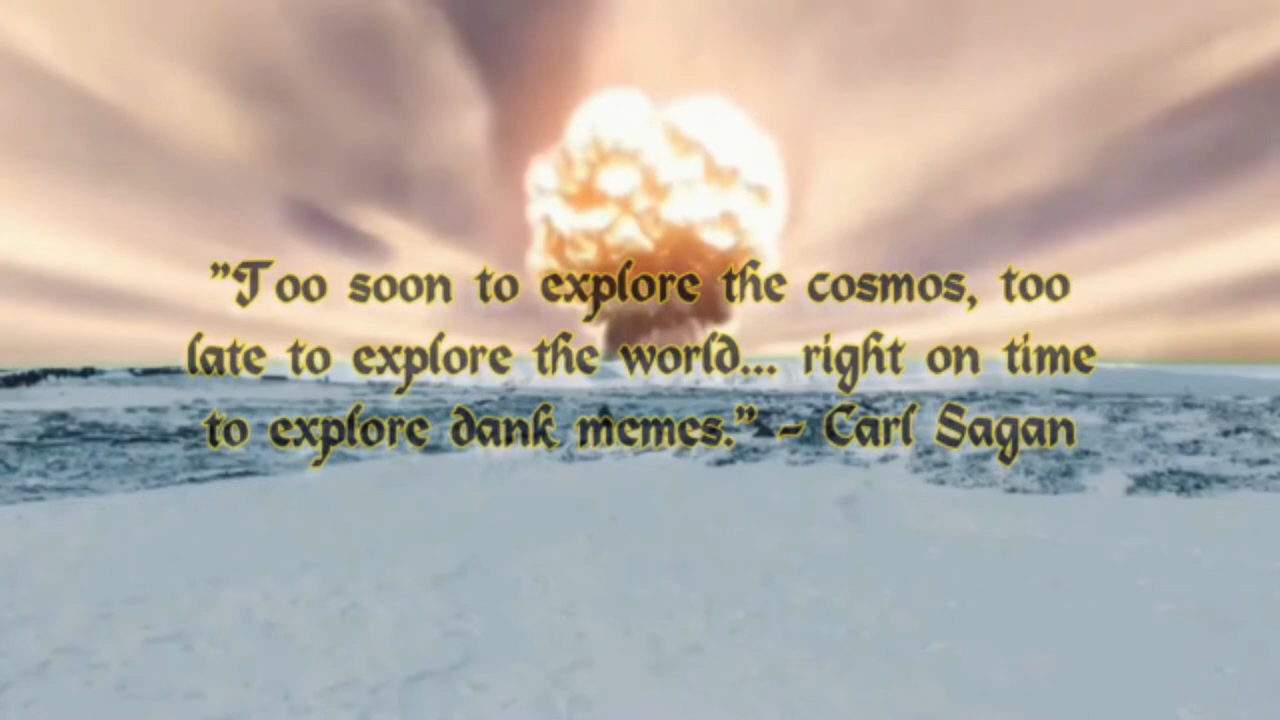 "Too soon to explore the cosmos, too
late to explore the world... right on time
to explore dank memes." - Carl Sagan